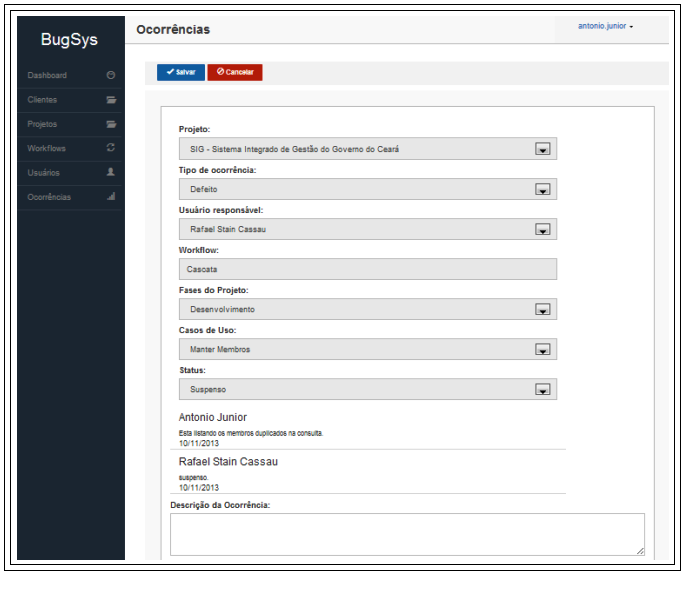 BugSys
Dashboard
Clientes
Projetos
Workflows
Usuários
Ocorrências
Ocorrências
antonio.junior
Salvar
Cancelar
Projeto:
SIG - Sistema Integrado de Gestão do Governo do Ceará
Tipo de ocorrência:
Defeito
Usuário responsável:
Rafael Stain Cassau
Workflow:
Cascata
Fases do Projeto:
Desenvolvimento
Casos de Uso:
Manter Membros
Status:
Suspenso
Antonio Junior
Esta listando os membros duplicados na consulta.
10/11/2013
Rafael Stain Cassau
suspenso.
10/11/2013
Descrição da Ocorrência: